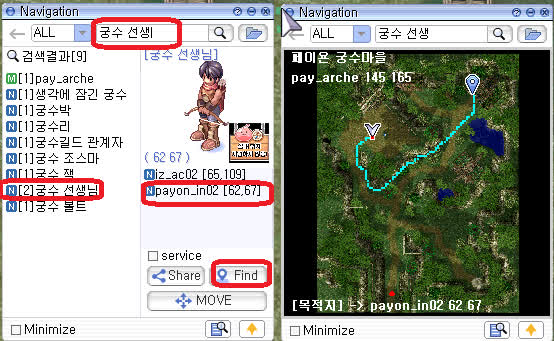 Navigation
ALL
궁수 선생
검색결과[9]
[궁수 선생님]
M [1]pay_arche
N [1]생각에 잠긴 궁수
N [1]궁수박
N [1]궁수리
N [1]궁수길드 관계자
N [1]궁수 조스마
N [1]궁수 잭
N [2]궁수 선생님
N [1]궁수 볼트
( 62 67 )
N iz_ac02 [65,109]
N payon_in02 [62,67]
service
Share
Find
MOVE
Minimize
Navigation
ALL
궁수 선생
페이욘 궁수마을
pay_arche 145 165
[목적지] -> payon_in02 62 67
Minimize